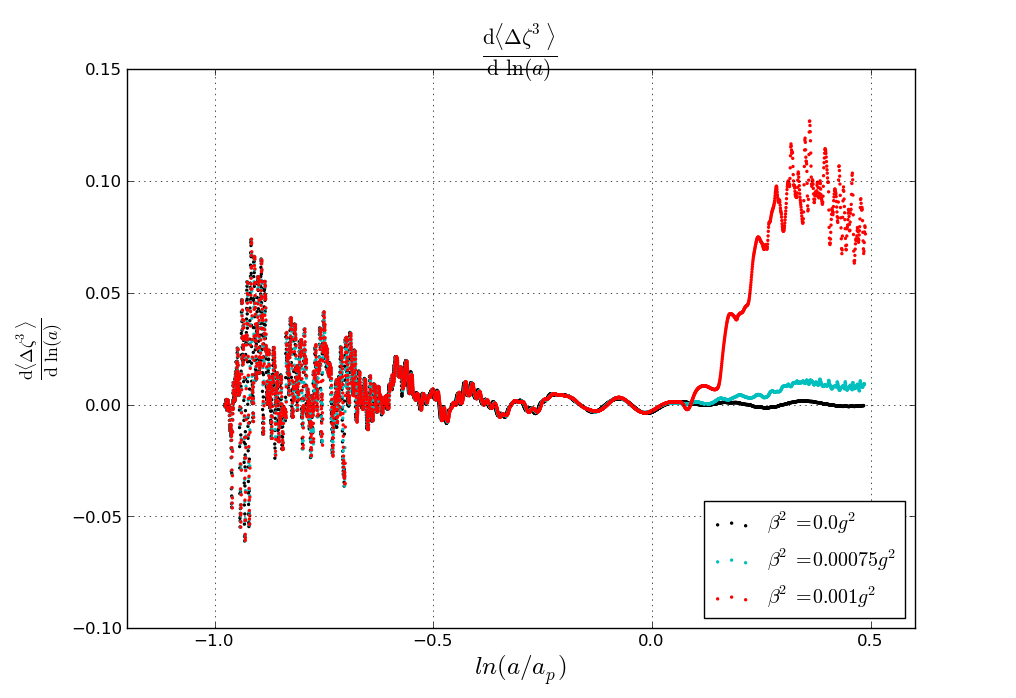 d⟨Δζ³ ⟩
d ln(a)
0.15
0.10
0.05
0.00
−0.05
−0.10
d⟨Δζ³ ⟩
d ln(a)
β² =0.0g²
β² =0.00075g²
β² =0.001g²
−1.0
−0.5
0.0
0.5
ln(a/aₚ)